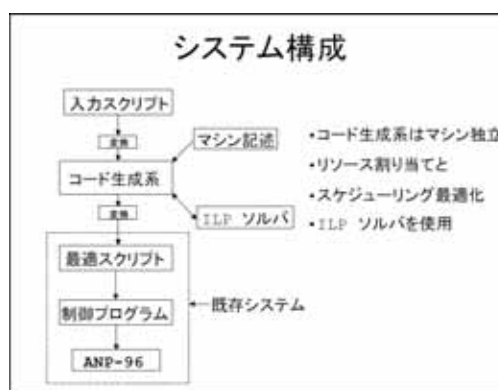 システム構成
入力スクリプト
変換
マシン記述
コード生成系
変換
ILP ソルバ
最適スクリプト
制御プログラム
既存システム
ANP-96
•コード生成系はマシン独立
•リソース割り当てと
•スケジューリング最適化
•ILP ソルバを使用